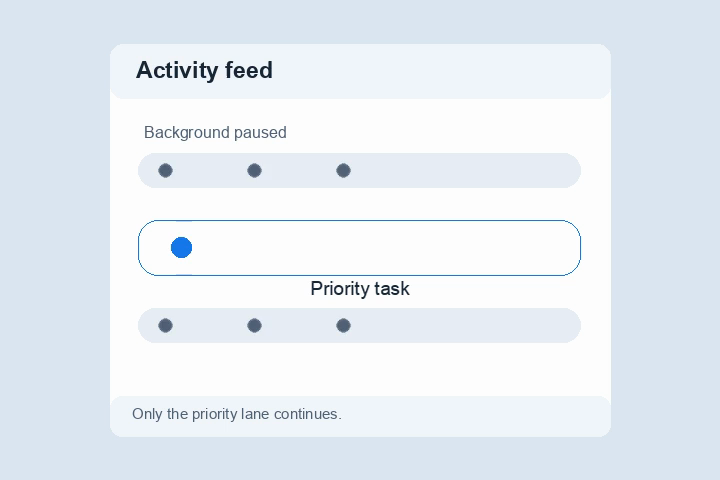 Activity feed
Background paused
Priority task
Only the priority lane continues.